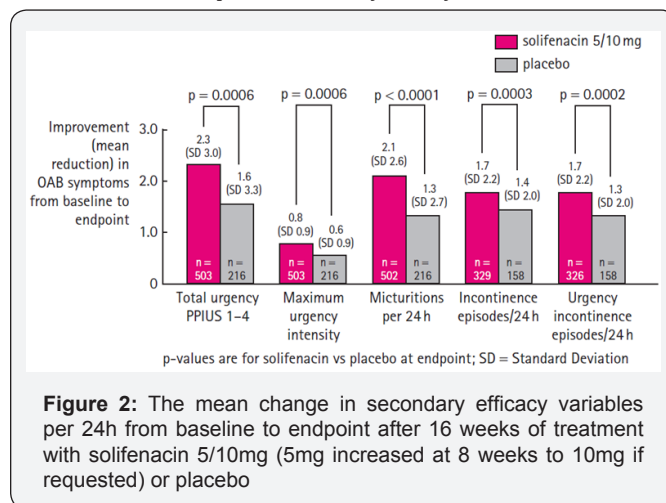 solifenacin 5/10mg
placebo
p = 0.0006 p = 0.0006 p < 0.0001 p = 0.0003 p = 0.0002
Improvement
(mean
reduction) in
OAB symptoms
from baseline to
endpoint
3.0
2.0
1.0
0
2.3
(SD 3.0)
1.6
(SD 3.3)
0.8
(SD 0.9)
0.6
(SD 0.9)
2.1
(SD 2.6)
1.3
(SD 2.7)
1.7
(SD 2.2)
1.4
(SD 2.0)
1.7
(SD 2.2)
1.3
(SD 2.0)
n =
503
n =
216
n =
503
n =
216
n =
502
n =
216
n =
329
n =
158
n =
326
n =
158
Total urgency
PPIUS 1–4
Maximum
urgency
intensity
Micturitions
per 24h
Incontinence
episodes/24h
Urgency
incontinence
episodes/24h
p-values are for solifenacin vs placebo at endpoint; SD = Standard Deviation
Figure 2: The mean change in secondary efficacy variables
per 24h from baseline to endpoint after 16 weeks of treatment
with solifenacin 5/10mg (5mg increased at 8 weeks to 10mg if
requested) or placebo